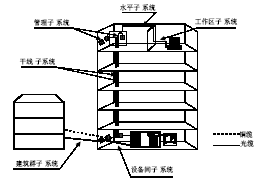 水平子 系统
管理子 系统
工作区子 系统
干线 子系统
铜缆
光缆
建筑群子 系统
设备间子 系统